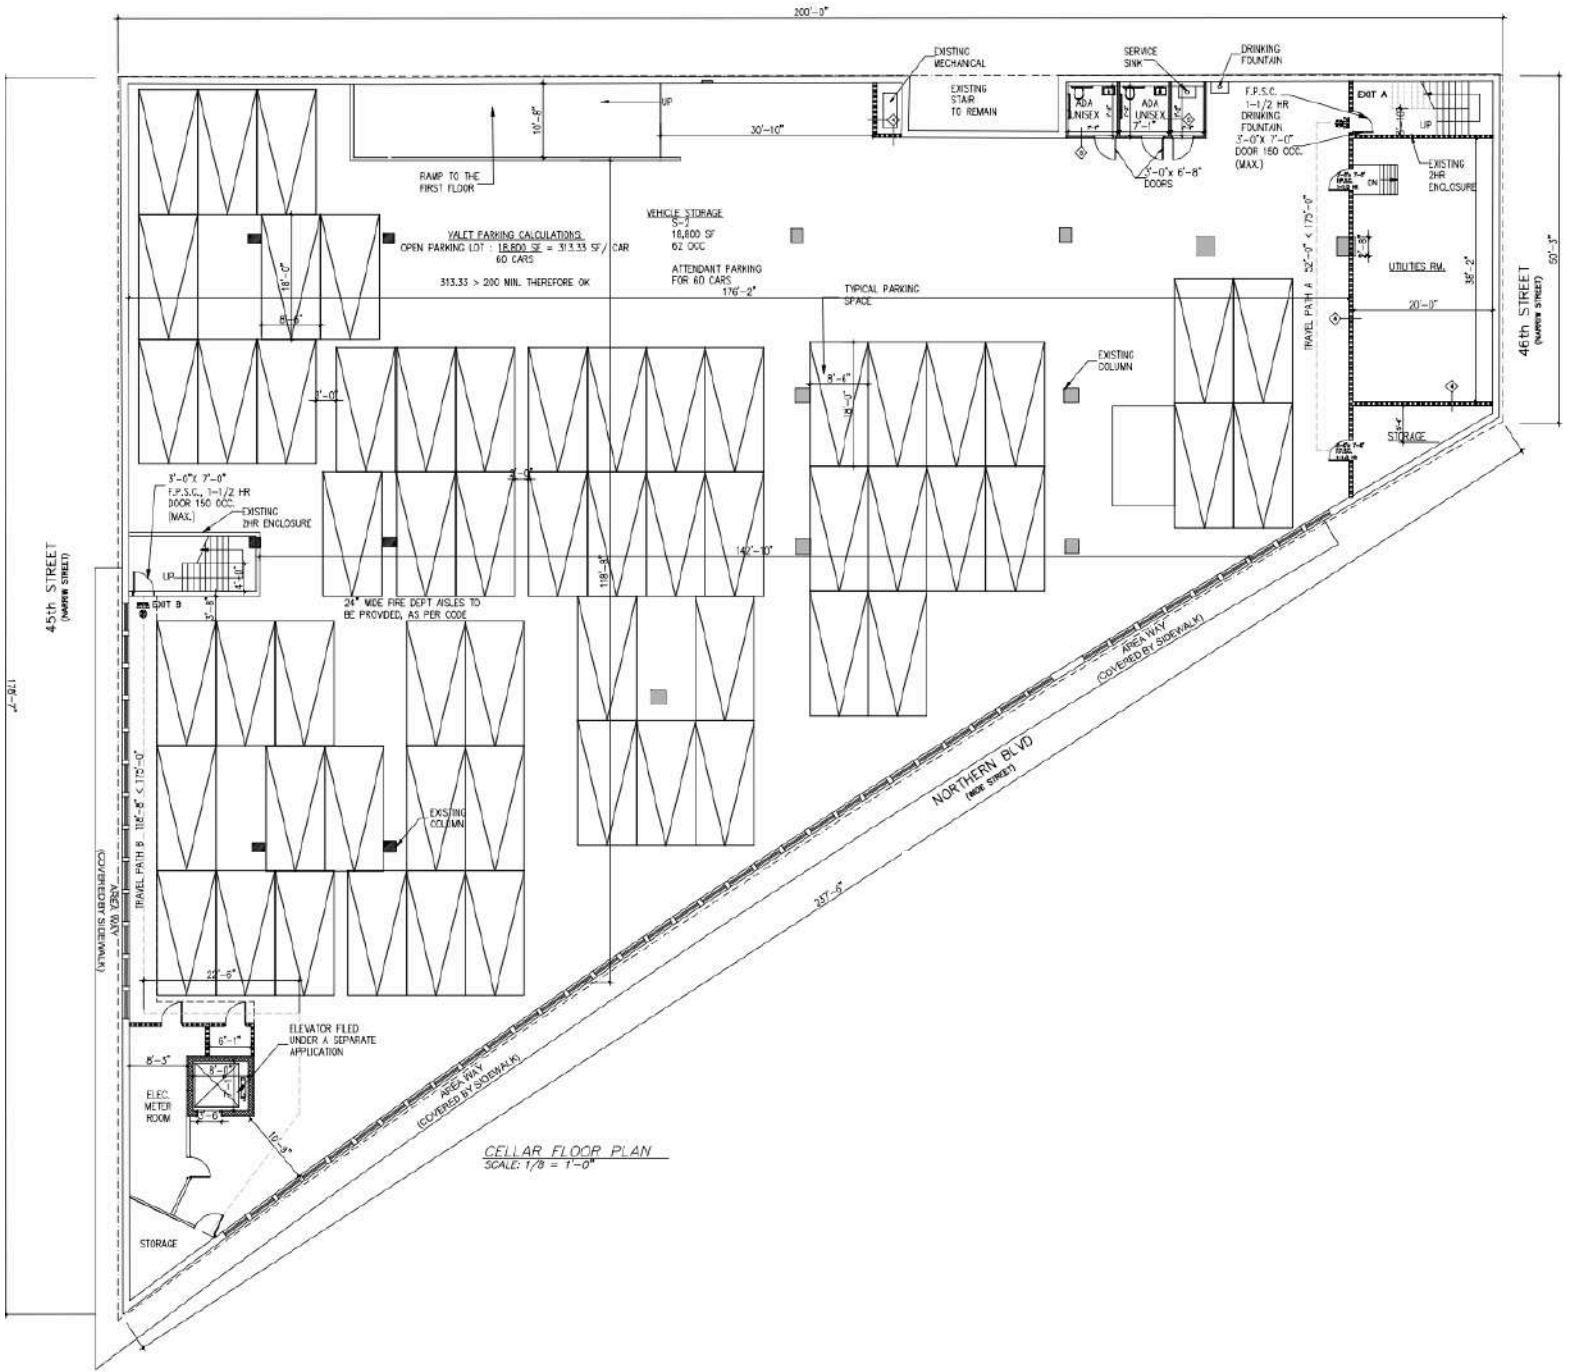 200'-0"
EXISTING
MECHANICAL
SERVICE
SINK
DRINKING
FOUNTAIN
EXISTING
STAIR
TO REMAIN
ADA
UNISEX
ADA
UNISEX
7'-1"
F.P.S.C.
1-1/2 HR
DRINKING
FOUNTAIN
3'-0"X 7'-0"
DOOR 150 OCC.
(MAX.)
EXIT A
UP
UP
10'-8"
30'-10"
RAMP TO THE
FIRST FLOOR
3'-0"x 6'-8"
DOORS
EXISTING
2HR
ENCLOSURE
DN
VALET PARKING CALCULATIONS
OPEN PARKING LOT : 18,800 SF = 313.33 SF/ CAR
60 CARS
313.33 > 200 MIN. THEREFORE OK
VEHICLE STORAGE
S-2
18,800 SF
62 OCC
ATTENDANT PARKING
FOR 60 CARS
176'-2"
TYPICAL PARKING
SPACE
18'-0"
8'-6"
TRAVEL PATH A 52'-0" < 175'-0"
UTILITIES RM.
38'-2"
20'-0"
46th STREET
(NARROW STREET)
50'-3"
EXISTING
COLUMN
8'-6"
18'-0"
STORAGE
3'-0"X 7'-0"
F.P.S.C., 1-1/2 HR
DOOR 150 OCC.
(MAX.)
EXISTING
2HR ENCLOSURE
UP
4'-0"
EXIT B
3'-8"
142'-10"
118'-9"
24" WIDE FIRE DEPT AISLES TO
BE PROVIDED, AS PER CODE
45th STREET
(NARROW STREET)
178'-7"
TRAVEL PATH B 118'-8" < 175'-0"
AREA WAY
(COVERED BY SIDEWALK)
EXISTING
COLUMN
AREA WAY
(COVERED BY SIDEWALK)
NORTHERN BLVD
(WIDE STREET)
237'-6"
22'-6"
6'-1"
8'-3"
8'-0"
ELEVATOR FILED
UNDER A SEPARATE
APPLICATION
ELEC.
METER
ROOM
10'-9"
AREA WAY
(COVERED BY SIDEWALK)
STORAGE
CELLAR FLOOR PLAN
SCALE: 1/8 = 1'-0"